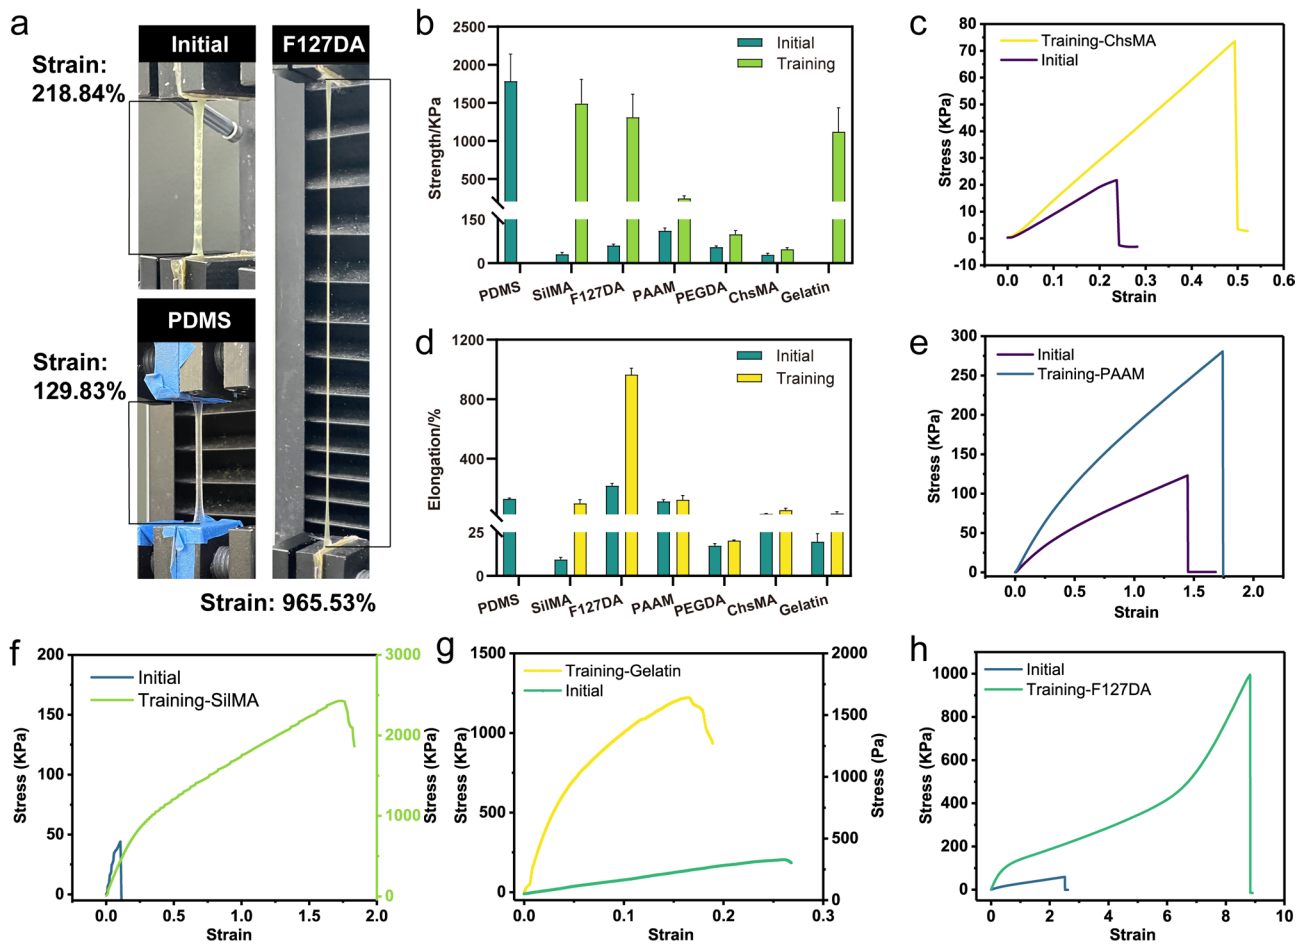 a
Initial
F127DA
Strain:
218.84%
PDMS
Strain:
129.83%
Strain: 965.53%
b
Strength/KPa
2500
2000
1500
1000
500
150
0
Initial
Training
PDMS
SilMA
F127DA
PAAM
PEGDA
ChsMA
Gelatin
c
Stress (KPa)
80
70
60
50
40
30
20
10
0
-10
Training-ChsMA
Initial
0.0 0.1 0.2 0.3 0.4 0.5 0.6
Strain
d
Elongation/%
1200
800
400
25
0
Initial
Training
PDMS
SilMA
F127DA
PAAM
PEGDA
ChsMA
Gelatin
e
Stress (KPa)
300
250
200
150
100
50
0
Initial
Training-PAAM
0.0 0.5 1.0 1.5 2.0
Strain
f
Stress (KPa)
200
150
100
50
0
Initial
Training-SilMA
3000
2000
1000
0
Stress (KPa)
0.0 0.5 1.0 1.5 2.0
Strain
g
Stress (KPa)
1500
1000
500
0
Training-Gelatin
Initial
2000
1500
1000
500
0
Stress (Pa)
0.0 0.1 0.2 0.3
Strain
h
Stress (KPa)
1000
800
600
400
200
0
Initial
Training-F127DA
0 2 4 6 8 10
Strain